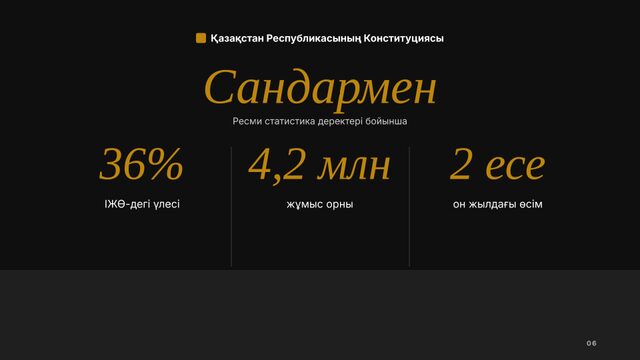 Қазақстан Республикасының Конституциясы
Сандармен
Ресми статистика деректері бойынша
36%
ІЖӨ-дегі үлесі
4,2 млн
жұмыс орны
2 есе
он жылдағы өсім
06